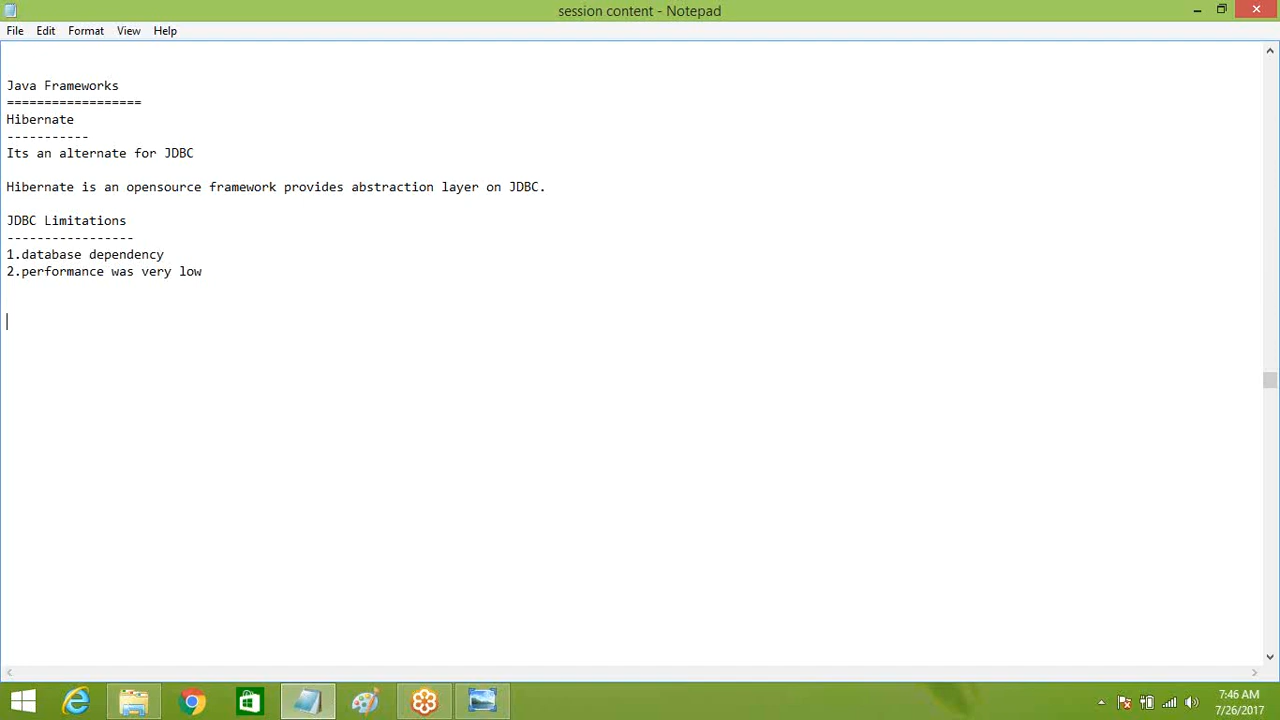 session content - Notepad
File Edit Format View Help
Java Frameworks
==================
Hibernate
-----------
Its an alternate for JDBC
Hibernate is an opensource framework provides abstraction layer on JDBC.
JDBC Limitations
-----------------
1.database dependency
2.performance was very low
7:46 AM
7/26/2017